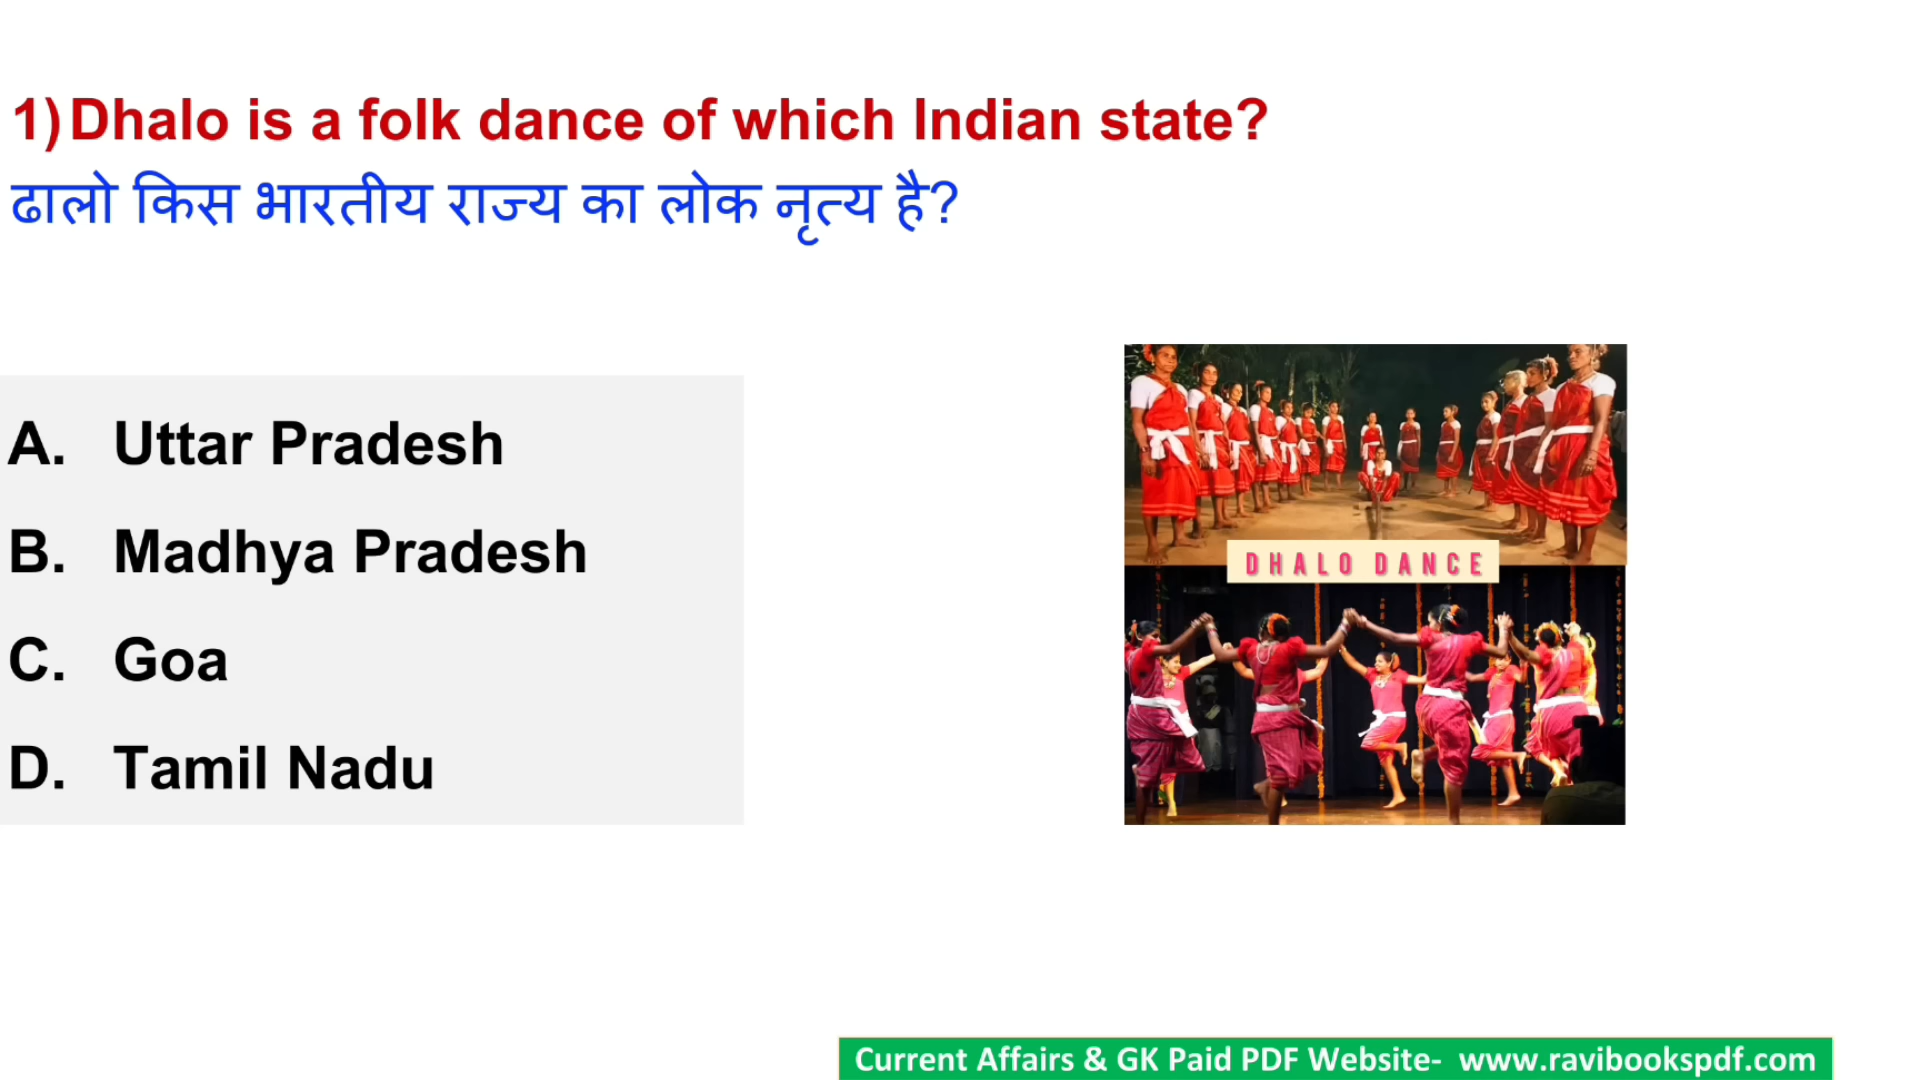 1) Dhalo is a folk dance of which Indian state?
ढालो किस भारतीय राज्य का लोक नृत्य है?
A. Uttar Pradesh
B. Madhya Pradesh
C. Goa
D. Tamil Nadu
DHALO DANCE
Current Affairs & GK Paid PDF Website- www.ravibookspdf.com